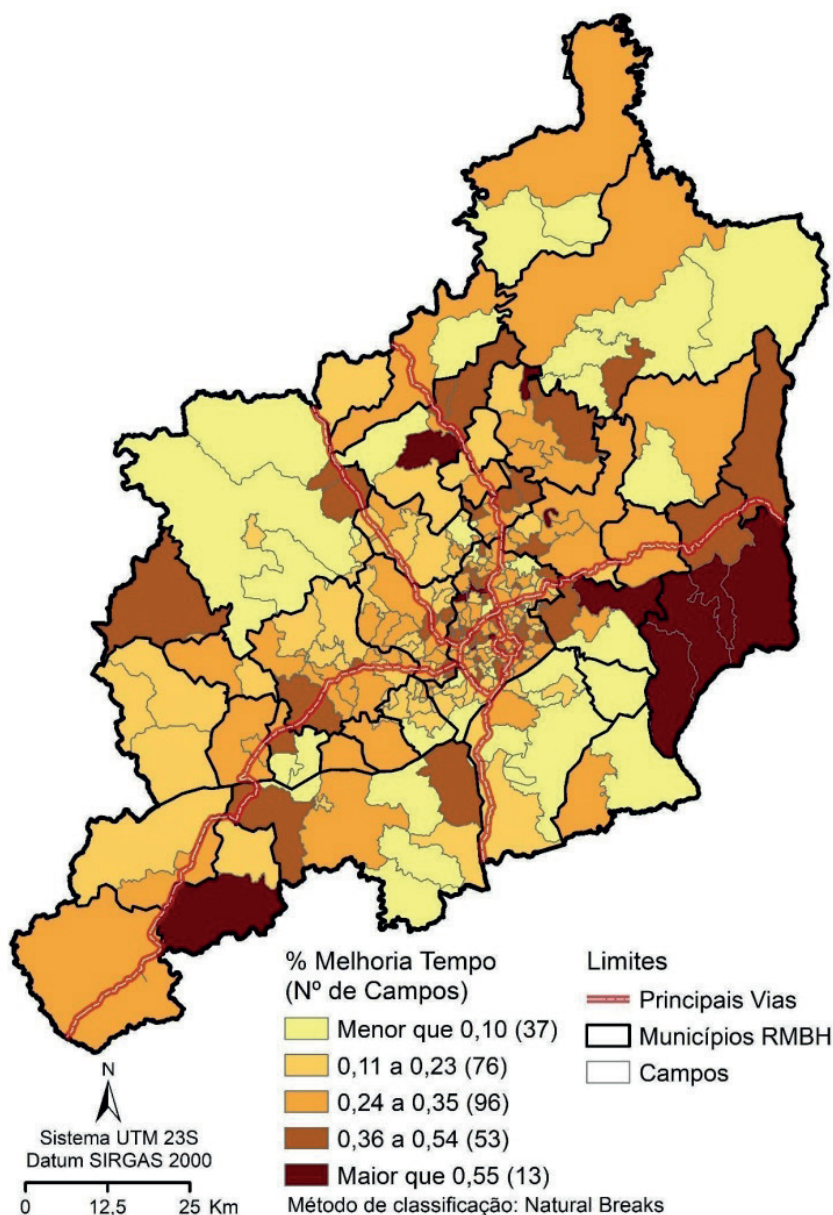 % Melhoria Tempo
(Nº de Campos)
Menor que 0,10 (37)
0,11 a 0,23 (76)
0,24 a 0,35 (96)
0,36 a 0,54 (53)
Maior que 0,55 (13)
Método de classificação: Natural Breaks
Limites
Principais Vias
Municípios RMBH
Campos
N
Sistema UTM 23S
Datum SIRGAS 2000
0 12,5 25 Km